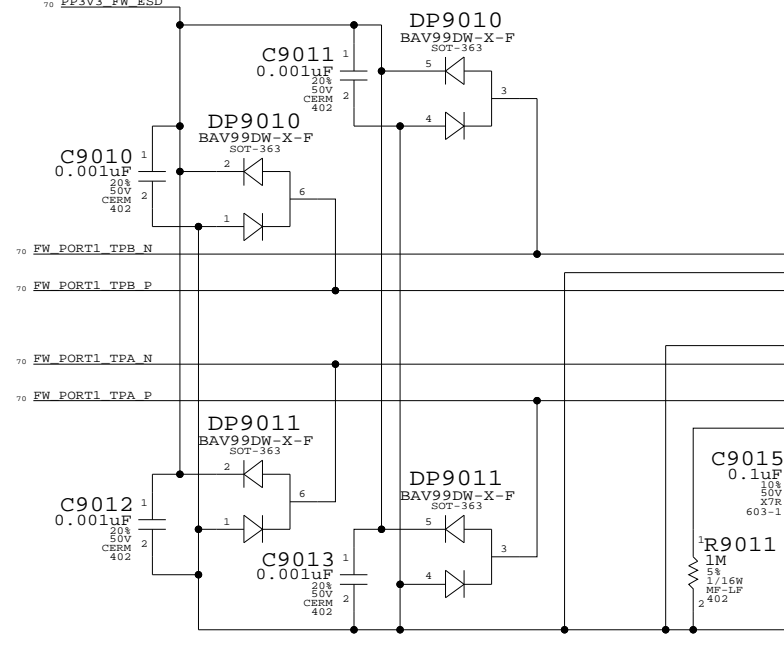 70 PP3V3_FW_ESD
DP9010
BAV99DW-X-F
SOT-363
C9011
0.001uF
20%
50V
CERM
402
1
2
5
4
3
DP9010
BAV99DW-X-F
SOT-363
C9010
0.001uF
20%
50V
CERM
402
1
2
2
1
6
70 FW_PORT1_TPB_N
70 FW_PORT1_TPB_P
70 FW_PORT1_TPA_N
70 FW_PORT1_TPA_P
DP9011
BAV99DW-X-F
SOT-363
C9012
0.001uF
20%
50V
CERM
402
1
2
2
1
6
DP9011
BAV99DW-X-F
SOT-363
C9013
0.001uF
20%
50V
CERM
402
1
2
5
4
3
C9015
0.1uF
10%
50V
X7R
603-1
1
R9011
1M
5%
1/16W
MF-LF
402
2